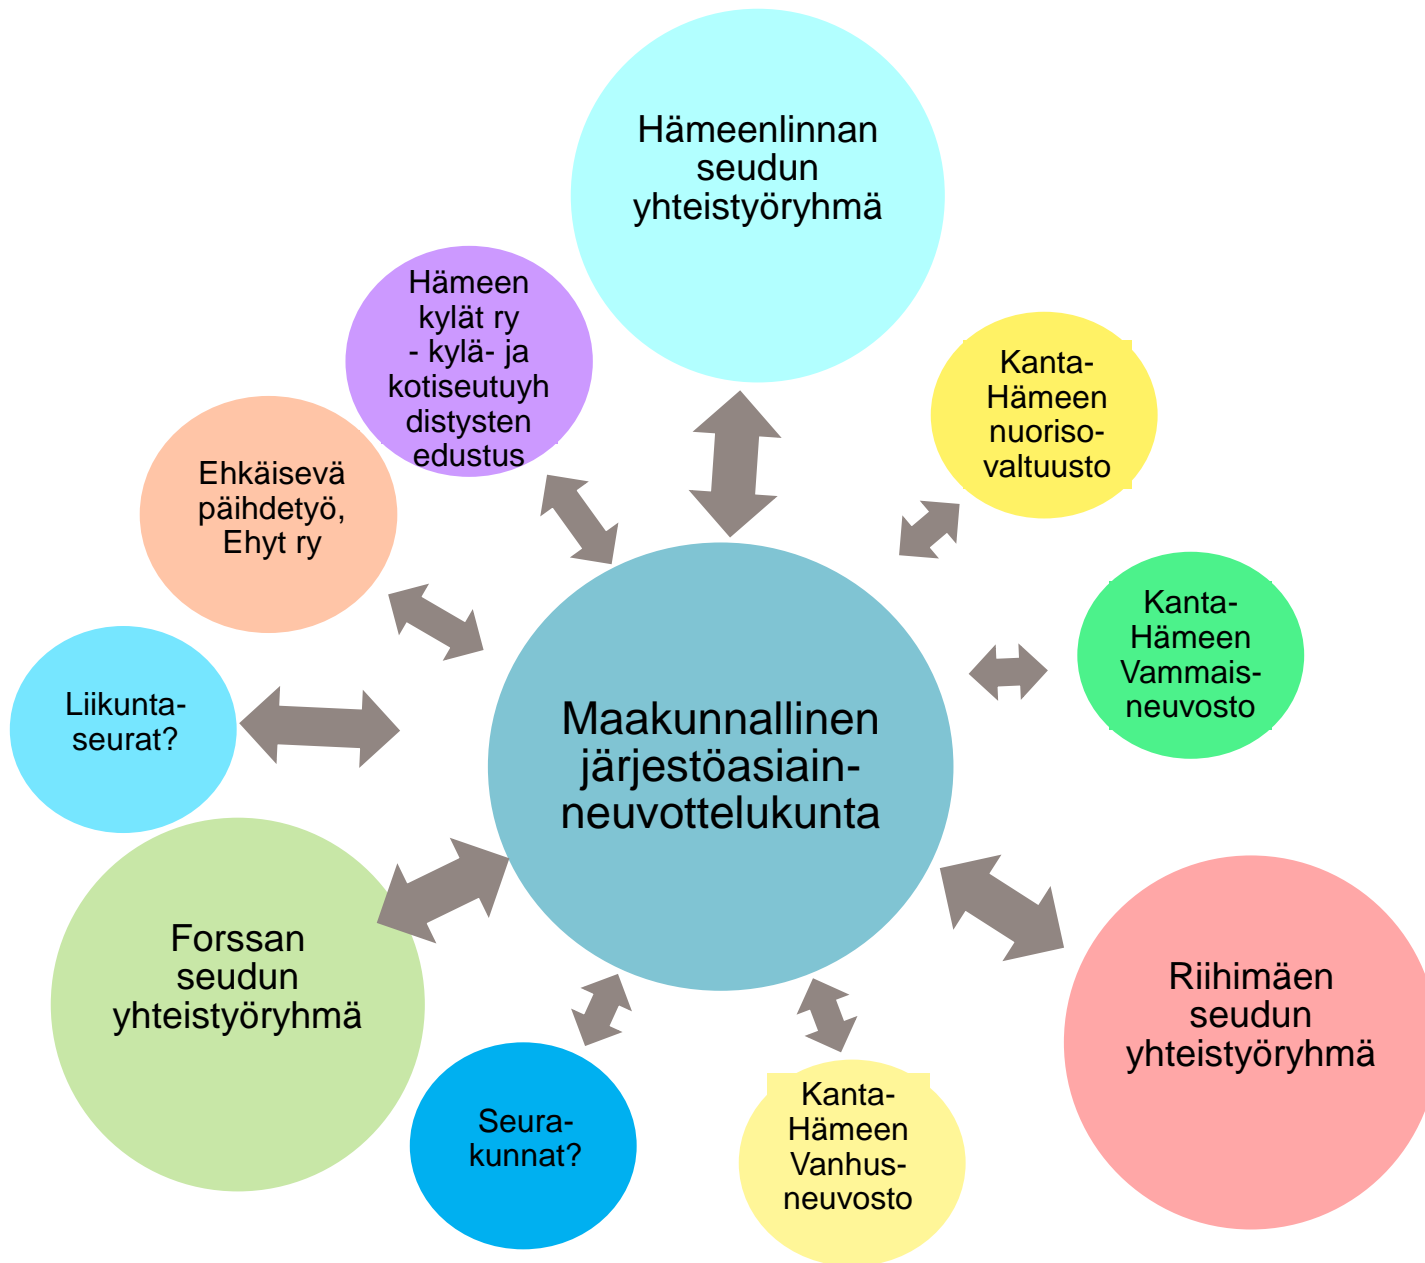 Hämeenlinnan
seudun
yhteistyöryhmä
Hämeen
kylät ry
- kylä- ja
kotiseutuyh
distysten
edustus
Kanta-
Hämeen
nuoriso-
valtuusto
Ehkäisevä
päihdetyö,
Ehyt ry
Kanta-
Hämeen
Vammais-
neuvosto
Liikunta-
seurat?
Maakunnallinen
järjestöasiain-
neuvottelukunta
Forssan
seudun
yhteistyöryhmä
Riihimäen
seudun
yhteistyöryhmä
Seura-
kunnat?
Kanta-
Hämeen
Vanhus-
neuvosto